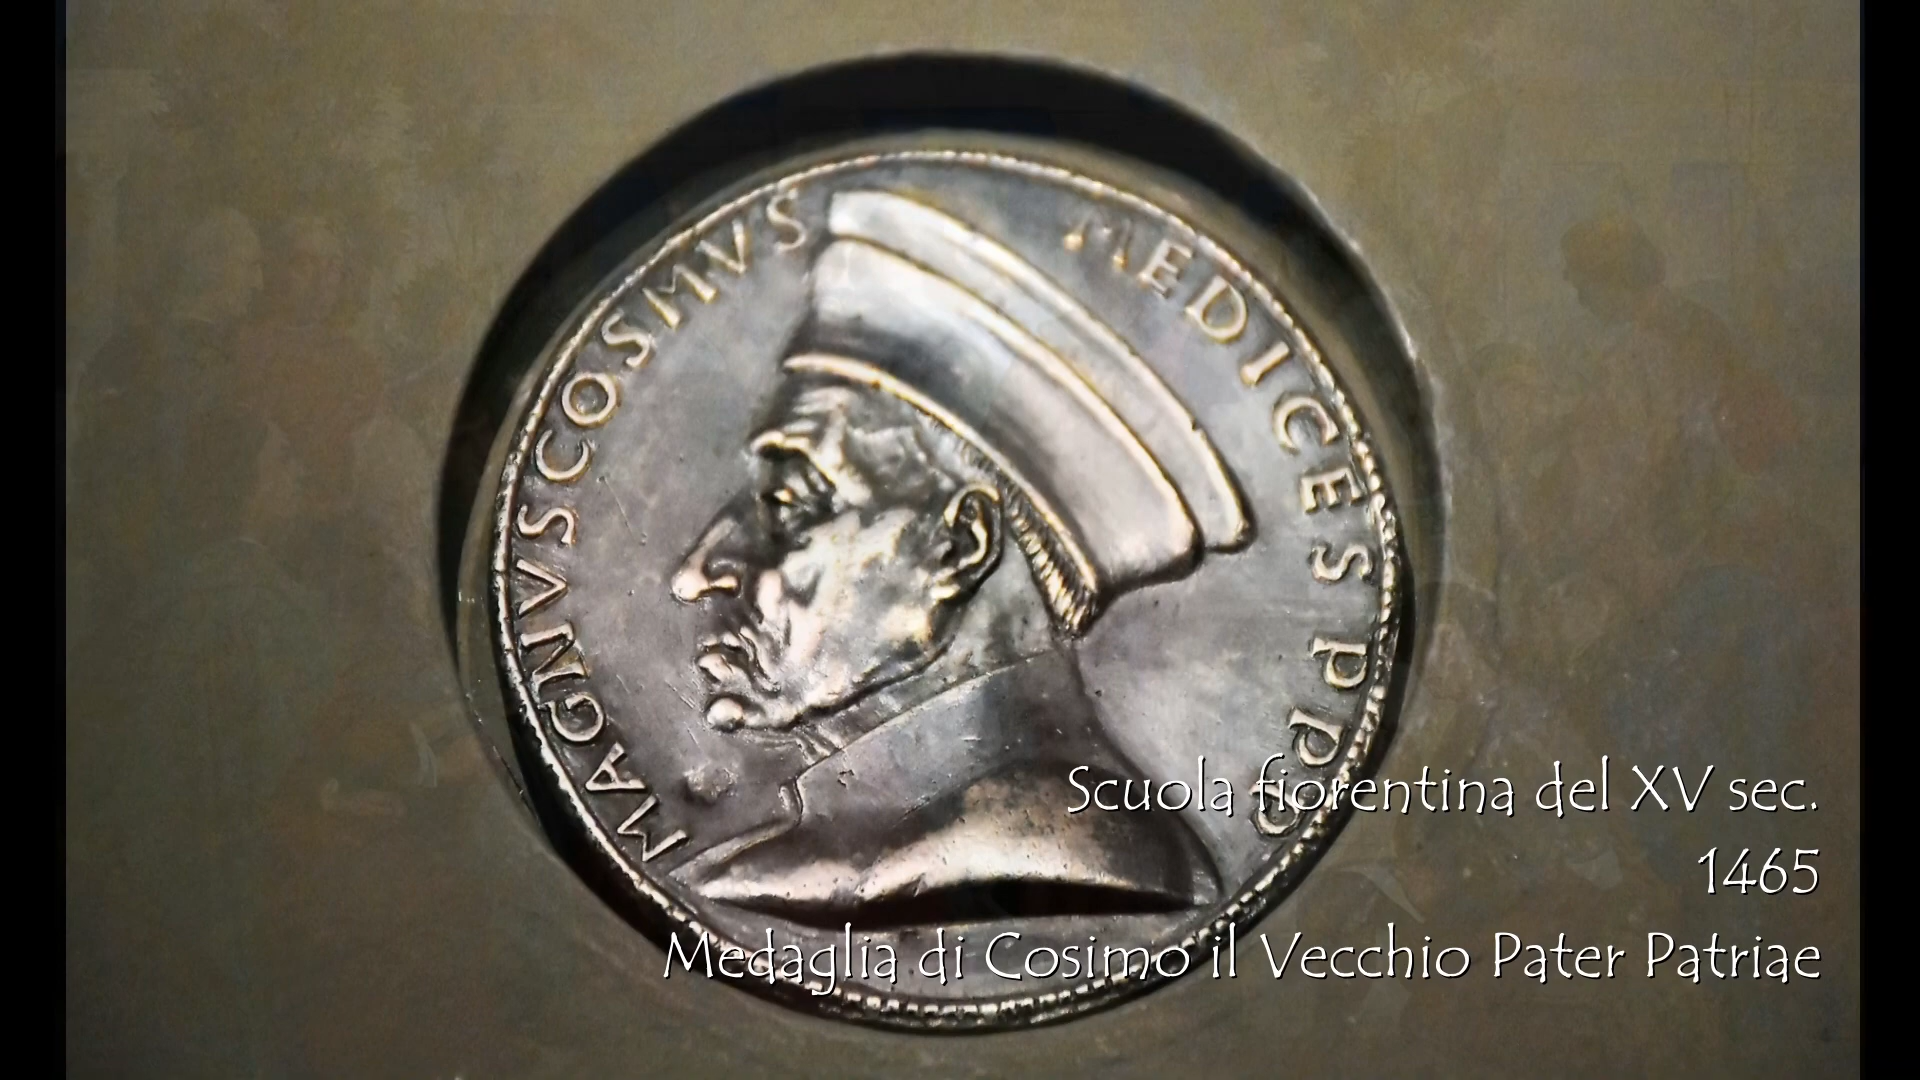 MAGNVS COSMVS MEDICES P P P
Scuola fiorentina del XV sec.
1465
Medaglia di Cosimo il Vecchio Pater Patriae